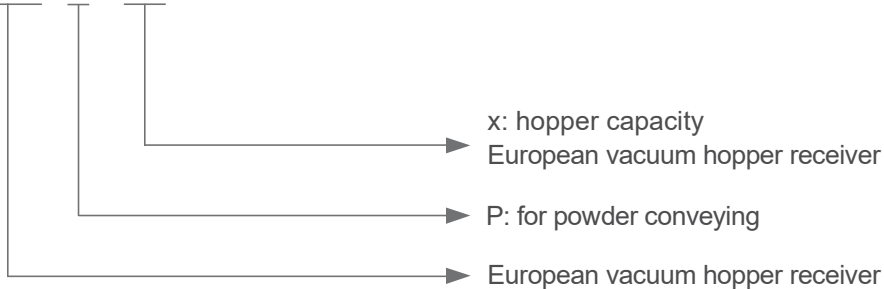 x: hopper capacity
European vacuum hopper receiver
P: for powder conveying
European vacuum hopper receiver